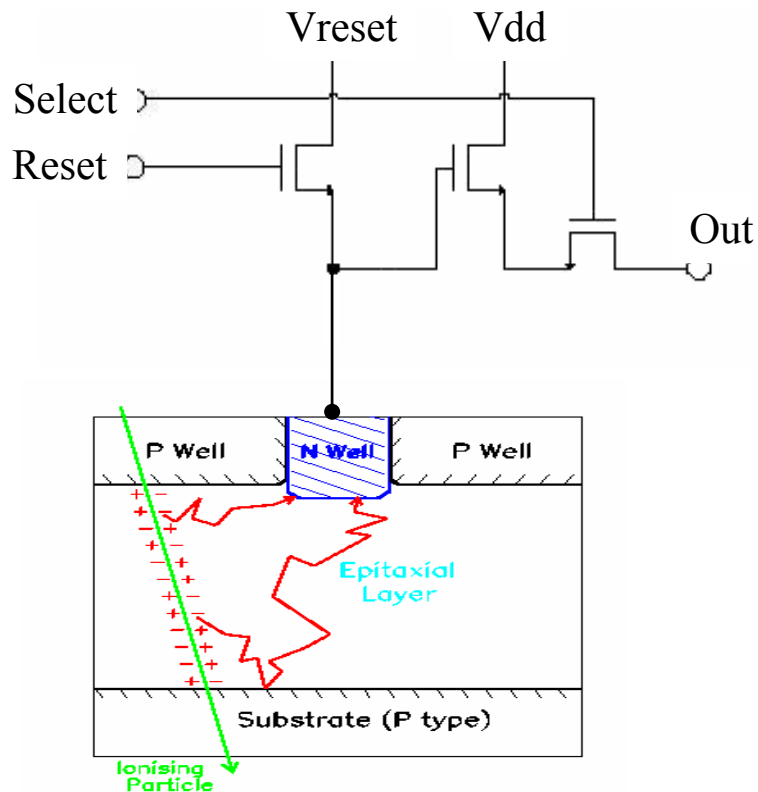 Vreset Vdd
Select
Reset
Out
P Well N Well P Well
Epitaxial
Layer
Substrate (P type)
Ionising
Particle